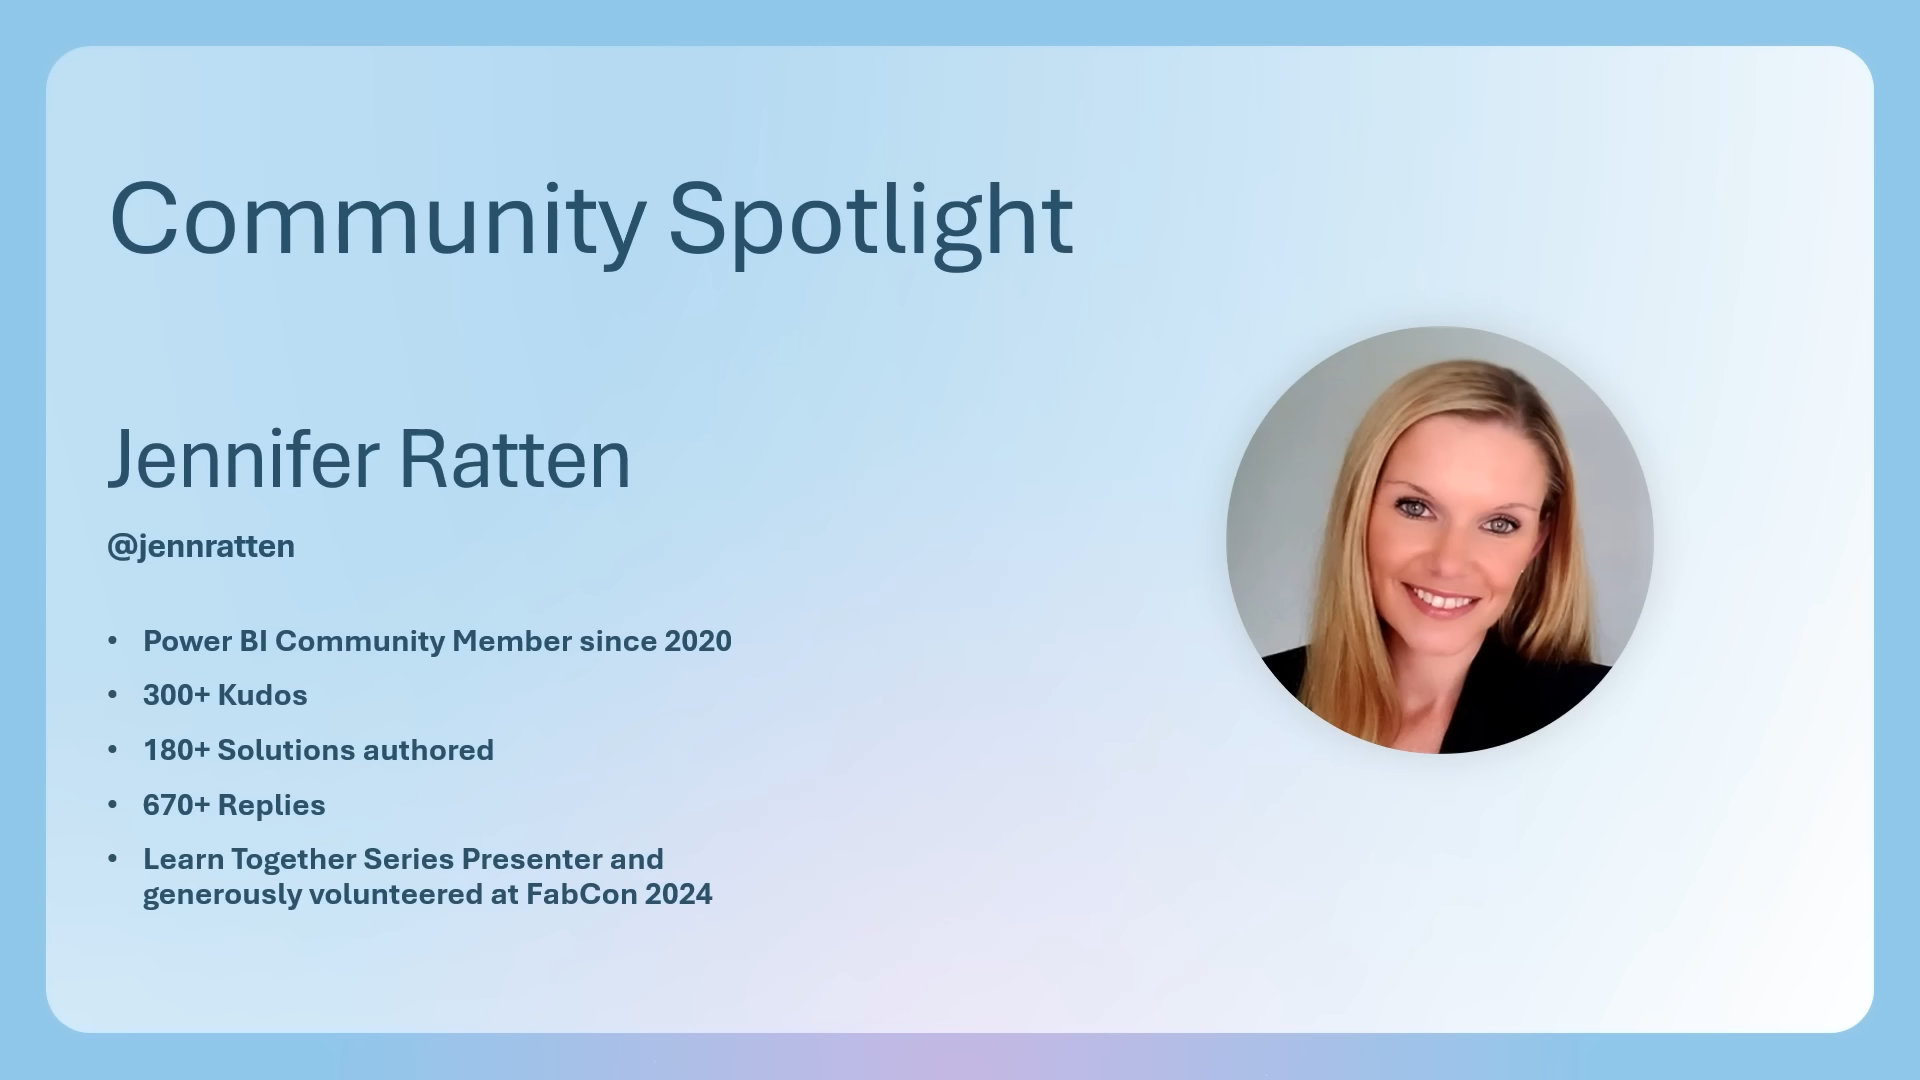 Community Spotlight
Jennifer Ratten
@jennratten
• Power BI Community Member since 2020
• 300+ Kudos
• 180+ Solutions authored
• 670+ Replies
• Learn Together Series Presenter and
generously volunteered at FabCon 2024